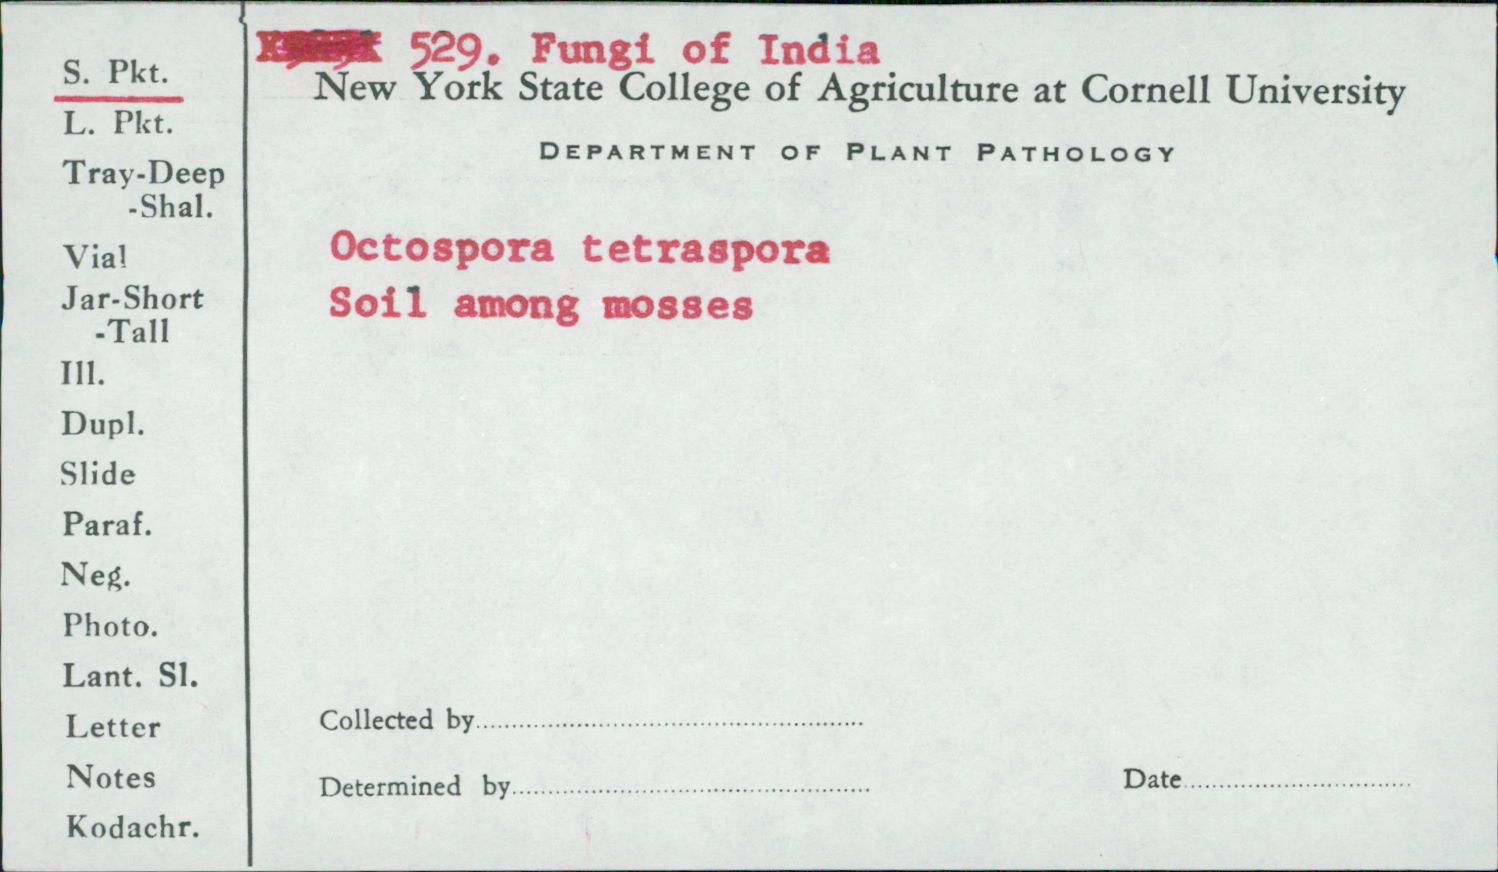 529. Fungi of India
New York State College of Agriculture at Cornell University
DEPARTMENT OF PLANT PATHOLOGY
Octospora tetraspora
Soil among mosses
Collected by
Determined by
Date
S. Pkt.
L. Pkt.
Tray-Deep
-Shal.
Vial
Jar-Short
-Tall
Ill.
Dupl.
Slide
Paraf.
Neg.
Photo.
Lant. Sl.
Letter
Notes
Kodachr.